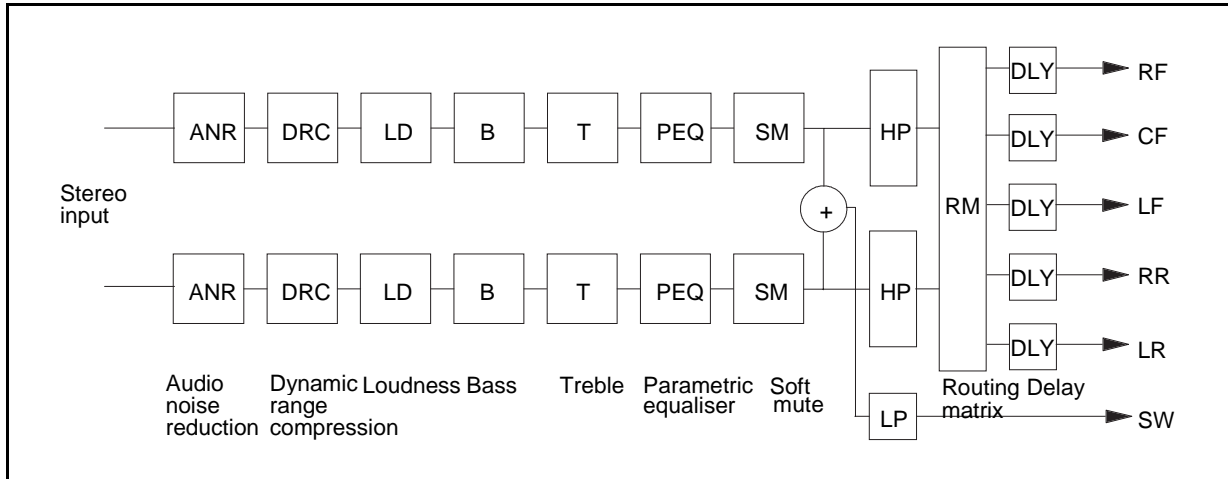 DLY RF
ANR DRC LD B T PEQ SM HP DLY CF
Stereo
input
+
RM
DLY LF
ANR DRC LD B T PEQ SM HP DLY RR
DLY LR
Audio
noise
reduction
Dynamic
range
compression
Loudness
Bass
Treble
Parametric
equaliser
Soft
mute
Routing
matrix
Delay
LP SW